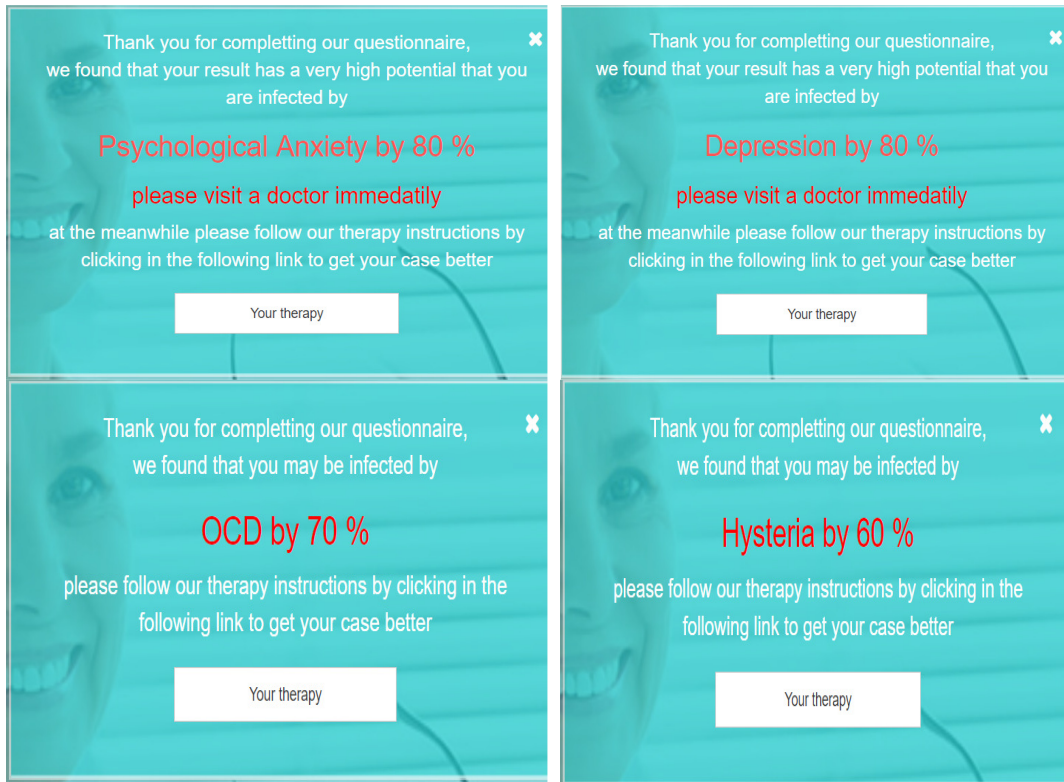 Thank you for completting our questionnaire,
we found that your result has a very high potential that you
are infected by
Psychological Anxiety by 80 %
please visit a doctor immedatily
at the meanwhile please follow our therapy instructions by
clicking in the following link to get your case better
Your therapy
Thank you for completting our questionnaire,
we found that your result has a very high potential that you
are infected by
Depression by 80 %
please visit a doctor immedatily
at the meanwhile please follow our therapy instructions by
clicking in the following link to get your case better
Your therapy
Thank you for completting our questionnaire,
we found that you may be infected by
OCD by 70 %
please follow our therapy instructions by clicking in the
following link to get your case better
Your therapy
Thank you for completting our questionnaire,
we found that you may be infected by
Hysteria by 60 %
please follow our therapy instructions by clicking in the
following link to get your case better
Your therapy